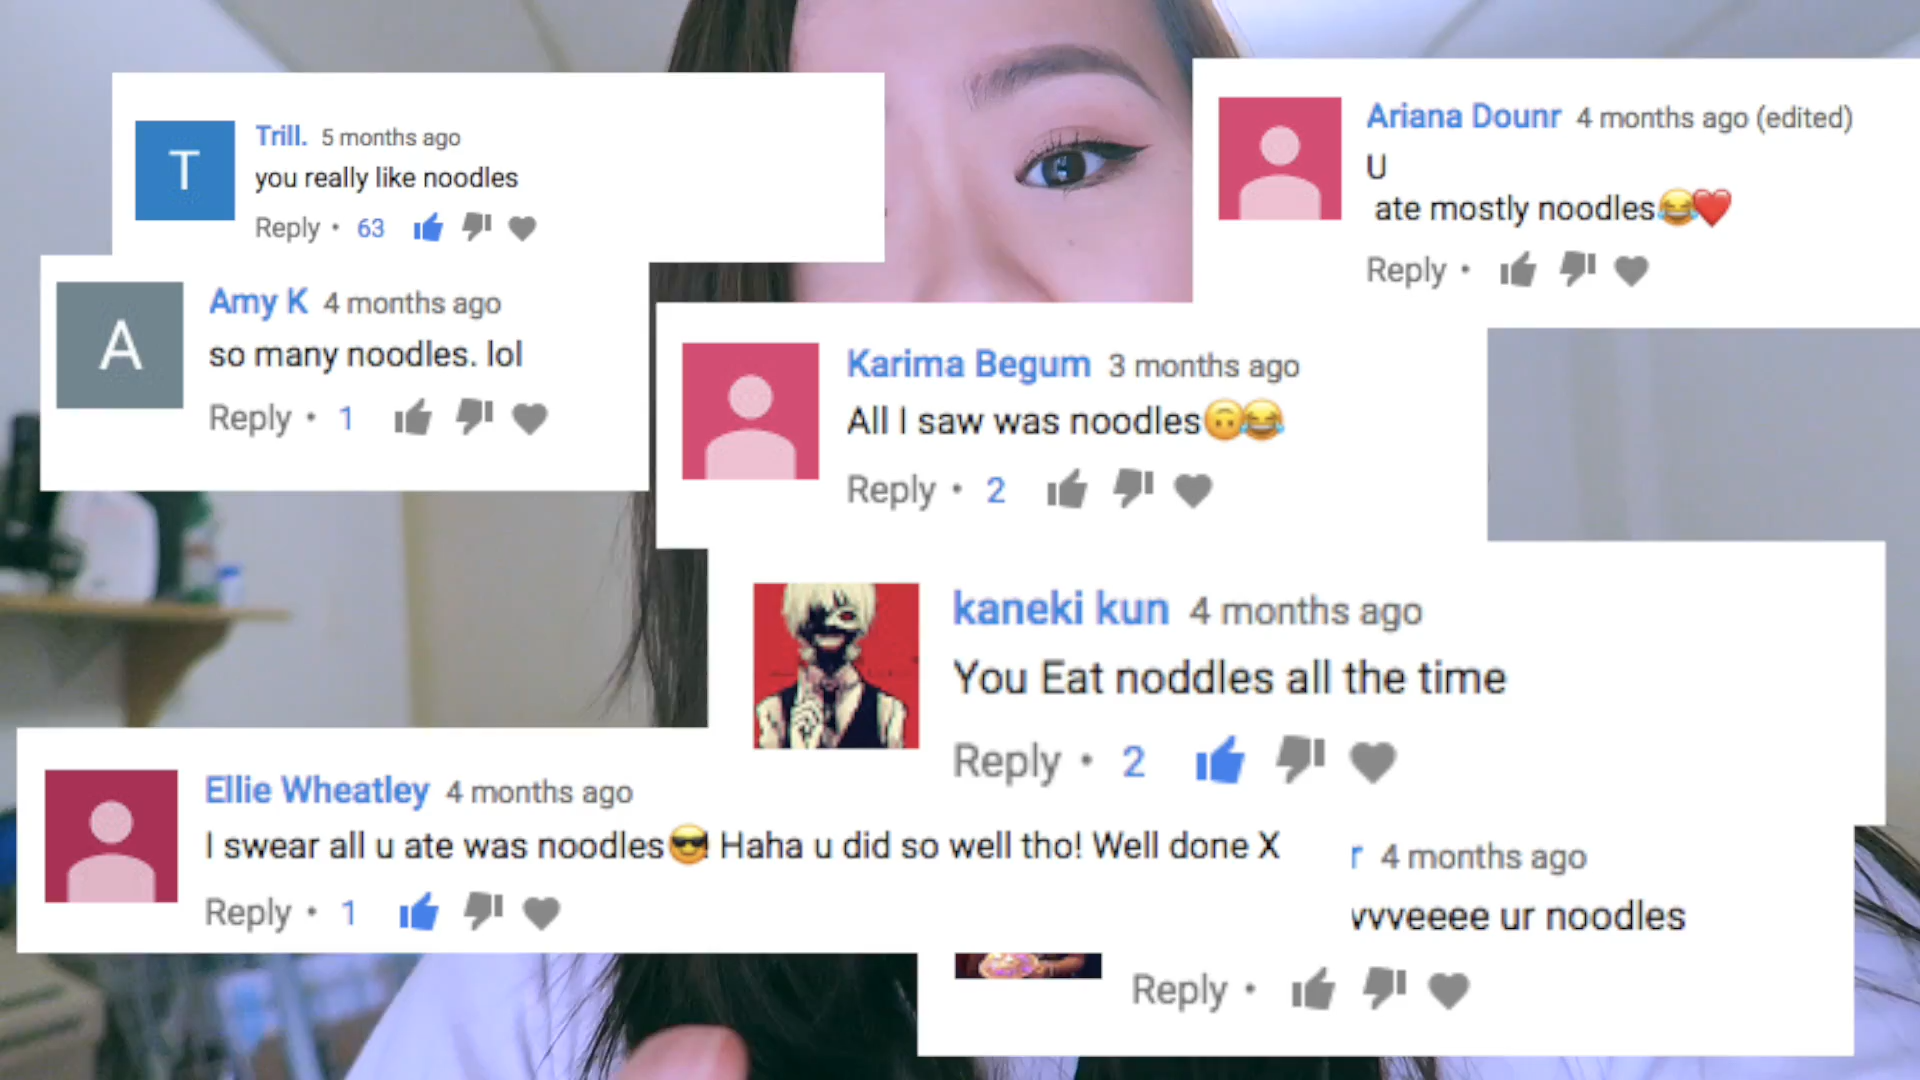 T
Trill. 5 months ago
you really like noodles
Reply • 63
A
Amy K 4 months ago
so many noodles. lol
Reply • 1
Ariana Dounr 4 months ago (edited)
U
ate mostly noodles😂❤️
Reply •
Karima Begum 3 months ago
All I saw was noodles🙃😂
Reply • 2
kaneki kun 4 months ago
You Eat noddles all the time
Reply • 2
Ellie Wheatley 4 months ago
I swear all u ate was noodles😎! Haha u did so well tho! Well done X
Reply • 1
r 4 months ago
vvveeee ur noodles
Reply •